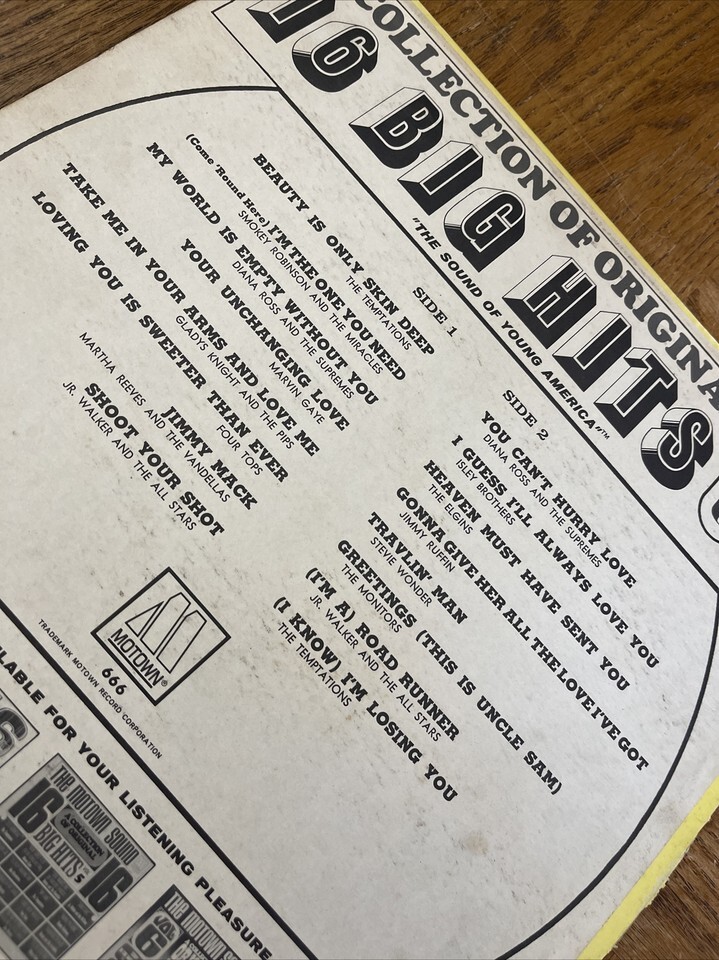 COLLECTION OF ORIGINA
16 BIG HITS
"THE SOUND OF YOUNG AMERICA"™
SIDE 1
BEAUTY IS ONLY SKIN DEEP
THE TEMPTATIONS
(Come 'Round Here) I'M THE ONE YOU NEED
SMOKEY ROBINSON AND THE MIRACLES
MY WORLD IS EMPTY WITHOUT YOU
DIANA ROSS AND THE SUPREMES
YOUR UNCHANGING LOVE
MARVIN GAYE
TAKE ME IN YOUR ARMS AND LOVE ME
GLADYS KNIGHT AND THE PIPS
LOVING YOU IS SWEETER THAN EVER
FOUR TOPS
JIMMY MACK
MARTHA REEVES AND THE VANDELLAS
SHOOT YOUR SHOT
JR. WALKER AND THE ALL STARS
SIDE 2
YOU CAN'T HURRY LOVE
DIANA ROSS AND THE SUPREMES
I GUESS I'LL ALWAYS LOVE YOU
ISLEY BROTHERS
HEAVEN MUST HAVE SENT YOU
THE ELGINS
GONNA GIVE HER ALL THE LOVE I'VE GOT
JIMMY RUFFIN
TRAVLIN' MAN
STEVIE WONDER
GREETINGS (THIS IS UNCLE SAM)
THE MONITORS
(I'M A) ROAD RUNNER
JR. WALKER AND THE ALL STARS
(I KNOW) I'M LOSING YOU
THE TEMPTATIONS
MOTOWN®
666
TRADEMARK MOTOWN RECORD CORPORATION
ILABLE FOR YOUR LISTENING PLEASURE
THE MOTOWN SOUND
A COLLECTION
OF ORIGINAL
16 BIG HITS 16
5
THE MOTOWN SO